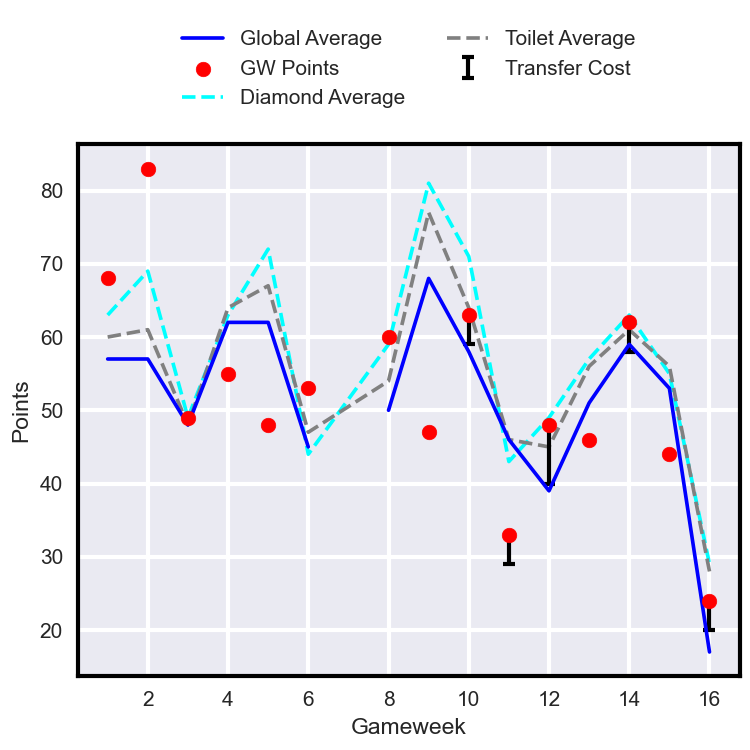 Global Average
GW Points
Diamond Average
Toilet Average
Transfer Cost
80
70
60
50
40
30
20
Points
2 4 6 8 10 12 14 16
Gameweek